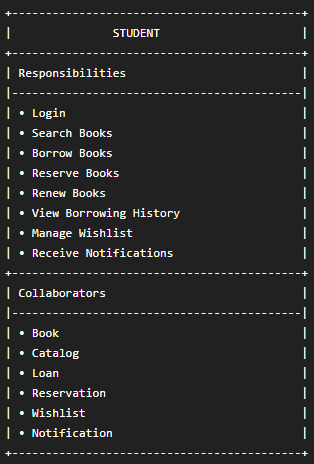 +-------------------------------------------+
| STUDENT |
+-------------------------------------------+
| Responsibilities |
|-------------------------------------------|
| • Login |
| • Search Books |
| • Borrow Books |
| • Reserve Books |
| • Renew Books |
| • View Borrowing History |
| • Manage Wishlist |
| • Receive Notifications |
+-------------------------------------------+
| Collaborators |
|-------------------------------------------|
| • Book |
| • Catalog |
| • Loan |
| • Reservation |
| • Wishlist |
| • Notification |
+-------------------------------------------+